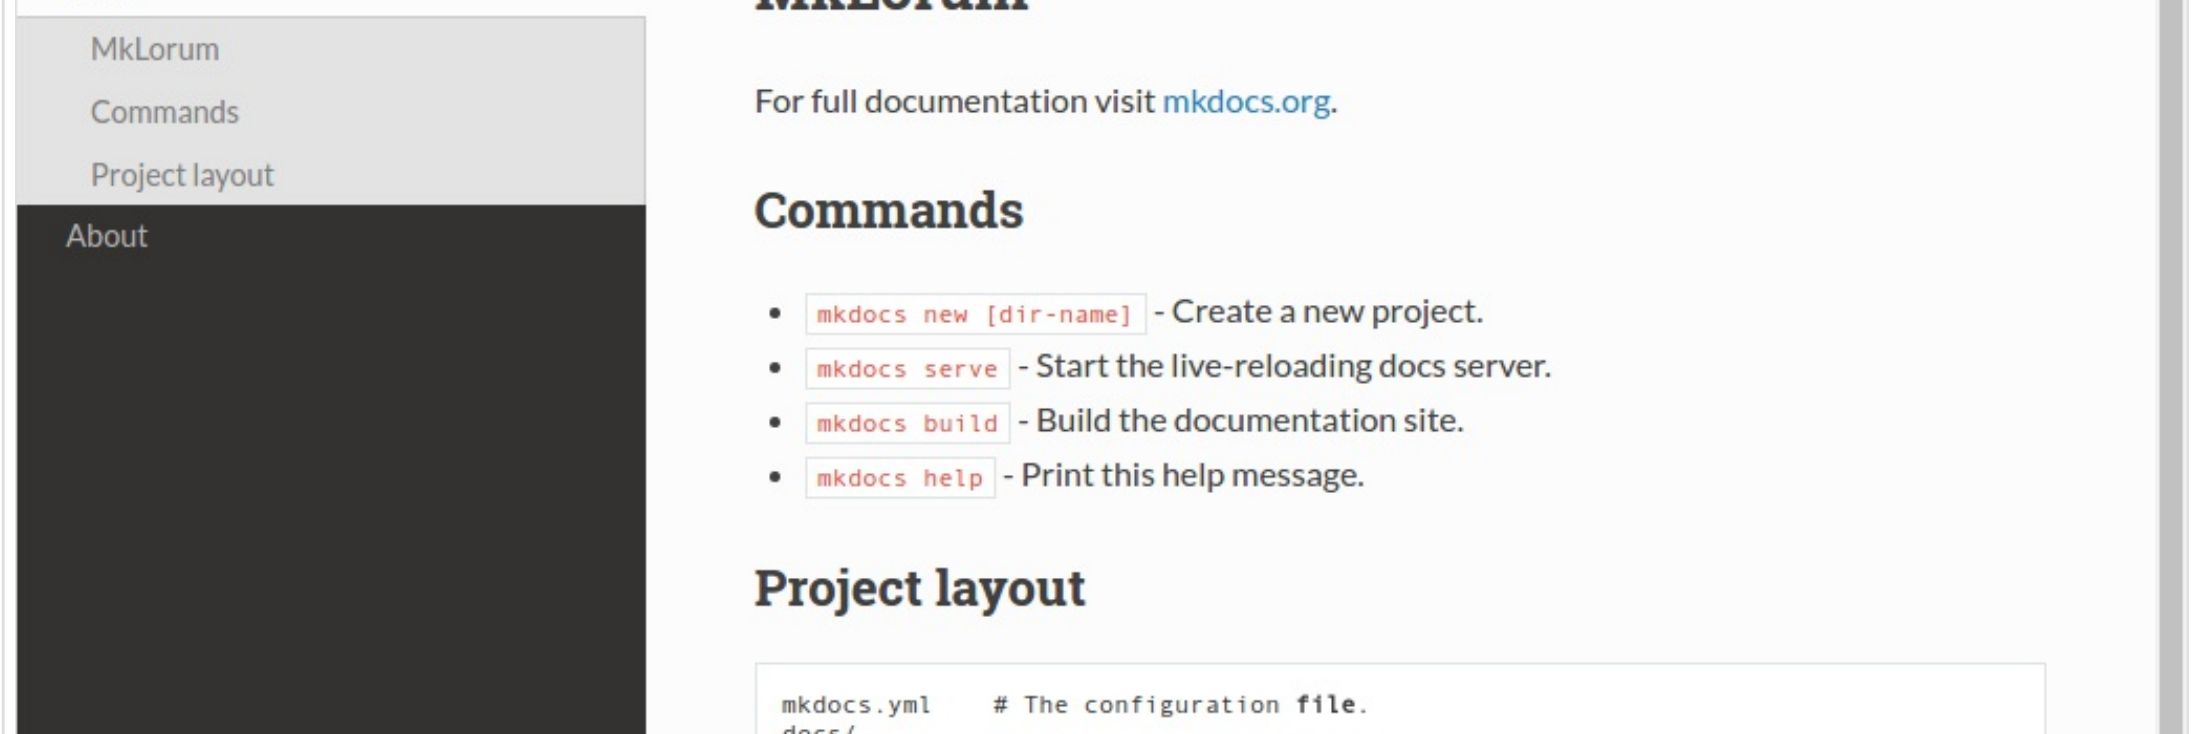 MkLorum
Commands
Project layout
About
MkLorum
For full documentation visit mkdocs.org.
Commands
mkdocs new [dir-name] - Create a new project.
mkdocs serve - Start the live-reloading docs server.
mkdocs build - Build the documentation site.
mkdocs help - Print this help message.
Project layout
mkdocs.yml # The configuration file.
docs/